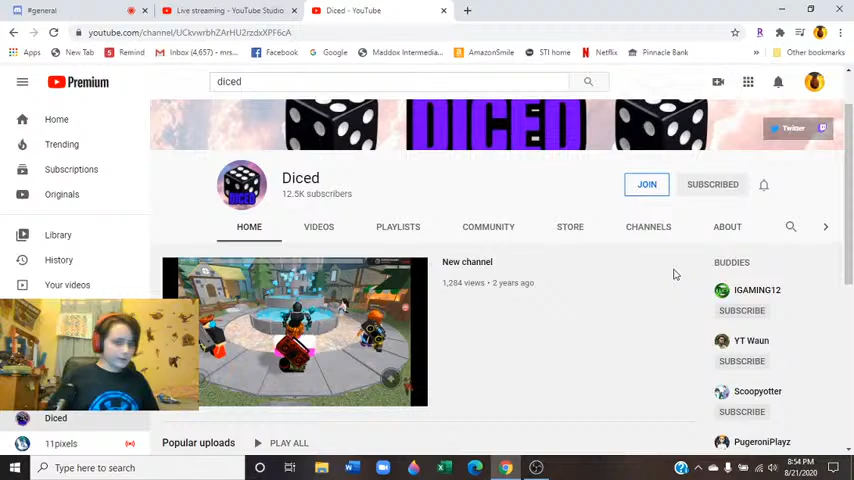 #general
Live streaming - YouTube Studio
Diced - YouTube
youtube.com/channel/UCkvwrbhZArHU2rzdxXPF6cA
Apps
New Tab
Remind
Inbox (4,657) - mrs...
Facebook
Google
Maddox Intermediat...
AmazonSmile
STI home
Netflix
Pinnacle Bank
Other bookmarks
Premium
diced
Home
Trending
Subscriptions
Originals
Library
History
Your videos
Diced
11pixels
DICED
Twitter
DICED
Diced
12.5K subscribers
JOIN
SUBSCRIBED
HOME
VIDEOS
PLAYLISTS
COMMUNITY
STORE
CHANNELS
ABOUT
New channel
1,284 views • 2 years ago
BUDDIES
IGAMING12
SUBSCRIBE
YT Waun
SUBSCRIBE
Scoopyotter
SUBSCRIBE
PugeroniPlayz
Popular uploads
PLAY ALL
Type here to search
8:54 PM
8/21/2020